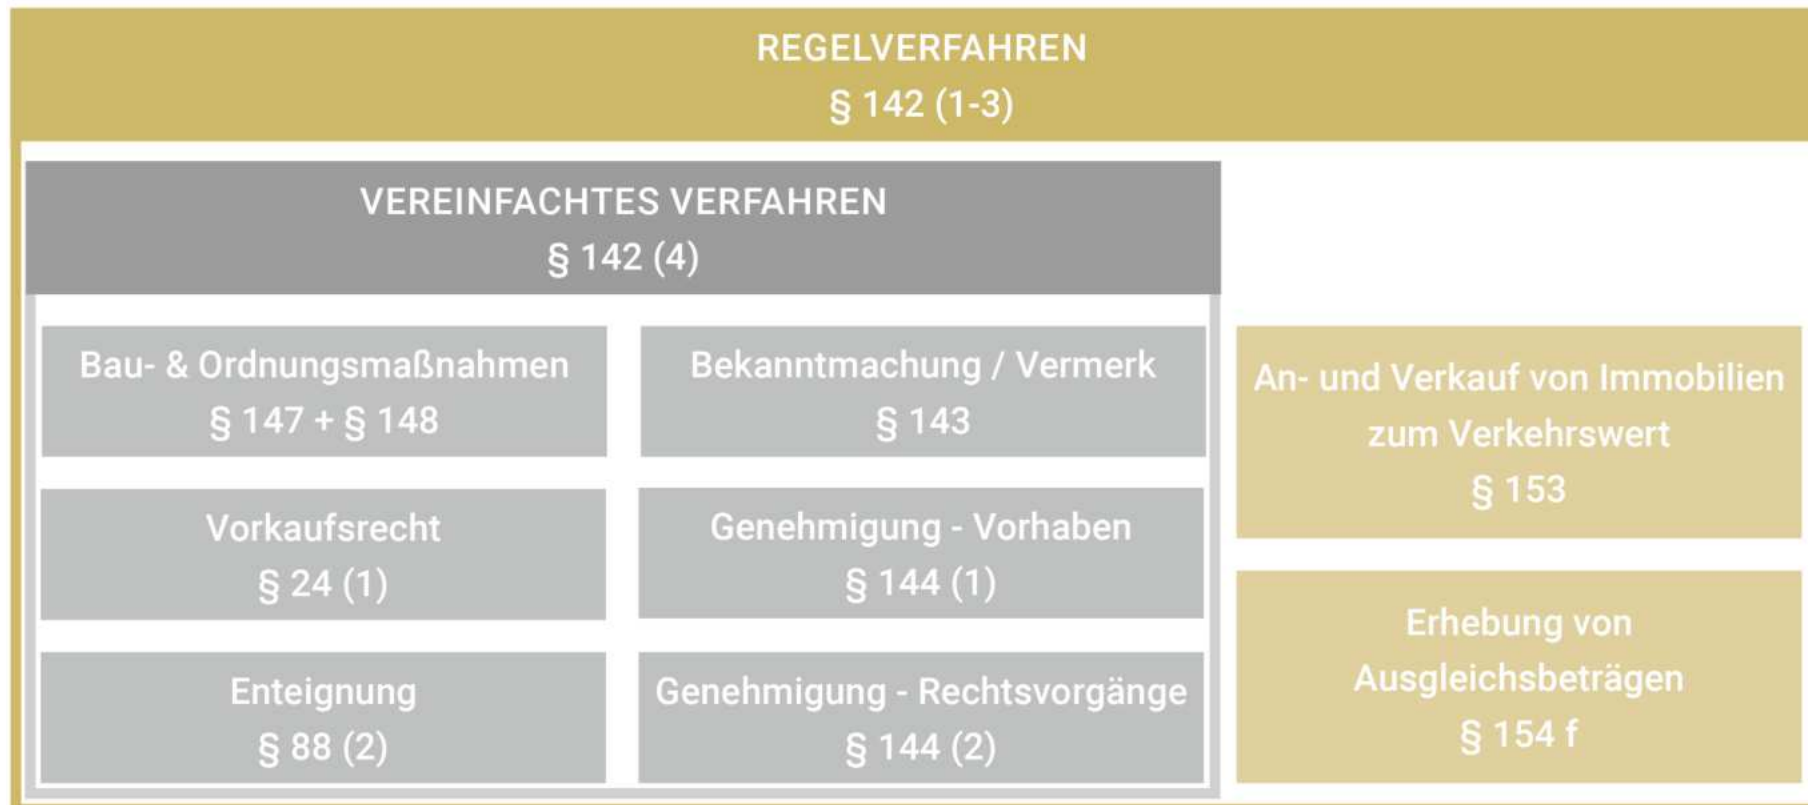 REGELVERFAHREN
§ 142 (1-3)
VEREINFACHTES VERFAHREN
§ 142 (4)
Bau- & Ordnungsmaßnahmen
§ 147 + § 148
Bekanntmachung / Vermerk
§ 143
An- und Verkauf von Immobilien
zum Verkehrswert
§ 153
Vorkaufsrecht
§ 24 (1)
Genehmigung - Vorhaben
§ 144 (1)
Erhebung von
Ausgleichsbeträgen
§ 154 f
Enteignung
§ 88 (2)
Genehmigung - Rechtsvorgänge
§ 144 (2)